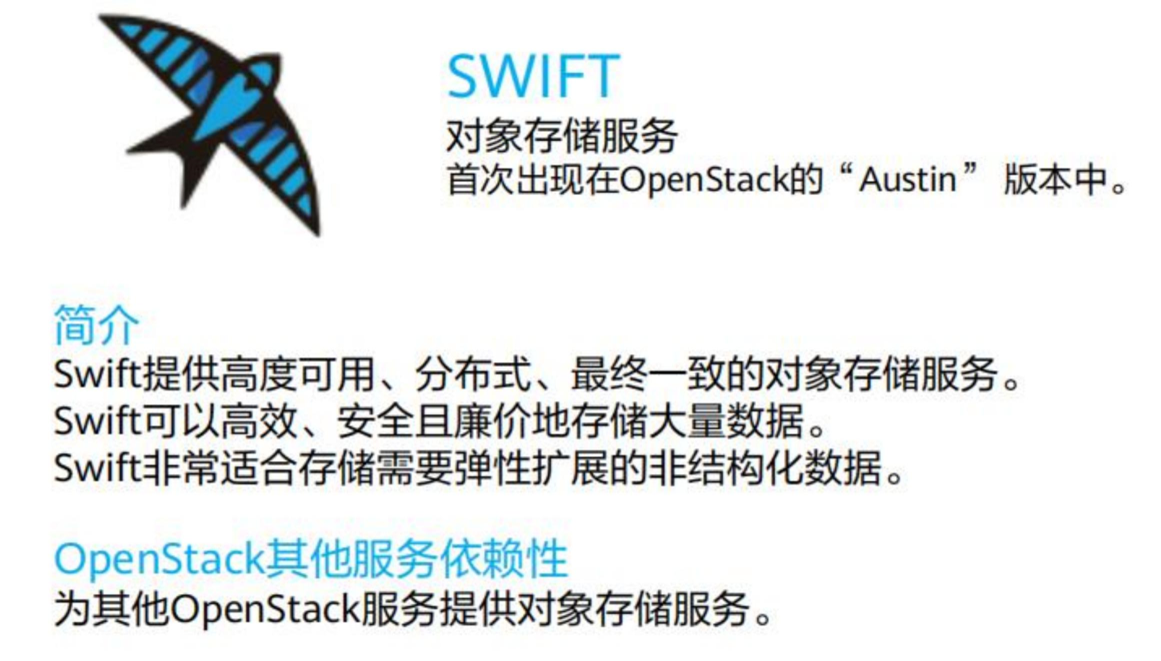 SWIFT
对象存储服务
首次出现在OpenStack的“Austin” 版本中。
简介
Swift提供高度可用、分布式、最终一致的对象存储服务。
Swift可以高效、安全且廉价地存储大量数据。
Swift非常适合存储需要弹性扩展的非结构化数据。
OpenStack其他服务依赖性
为其他OpenStack服务提供对象存储服务。